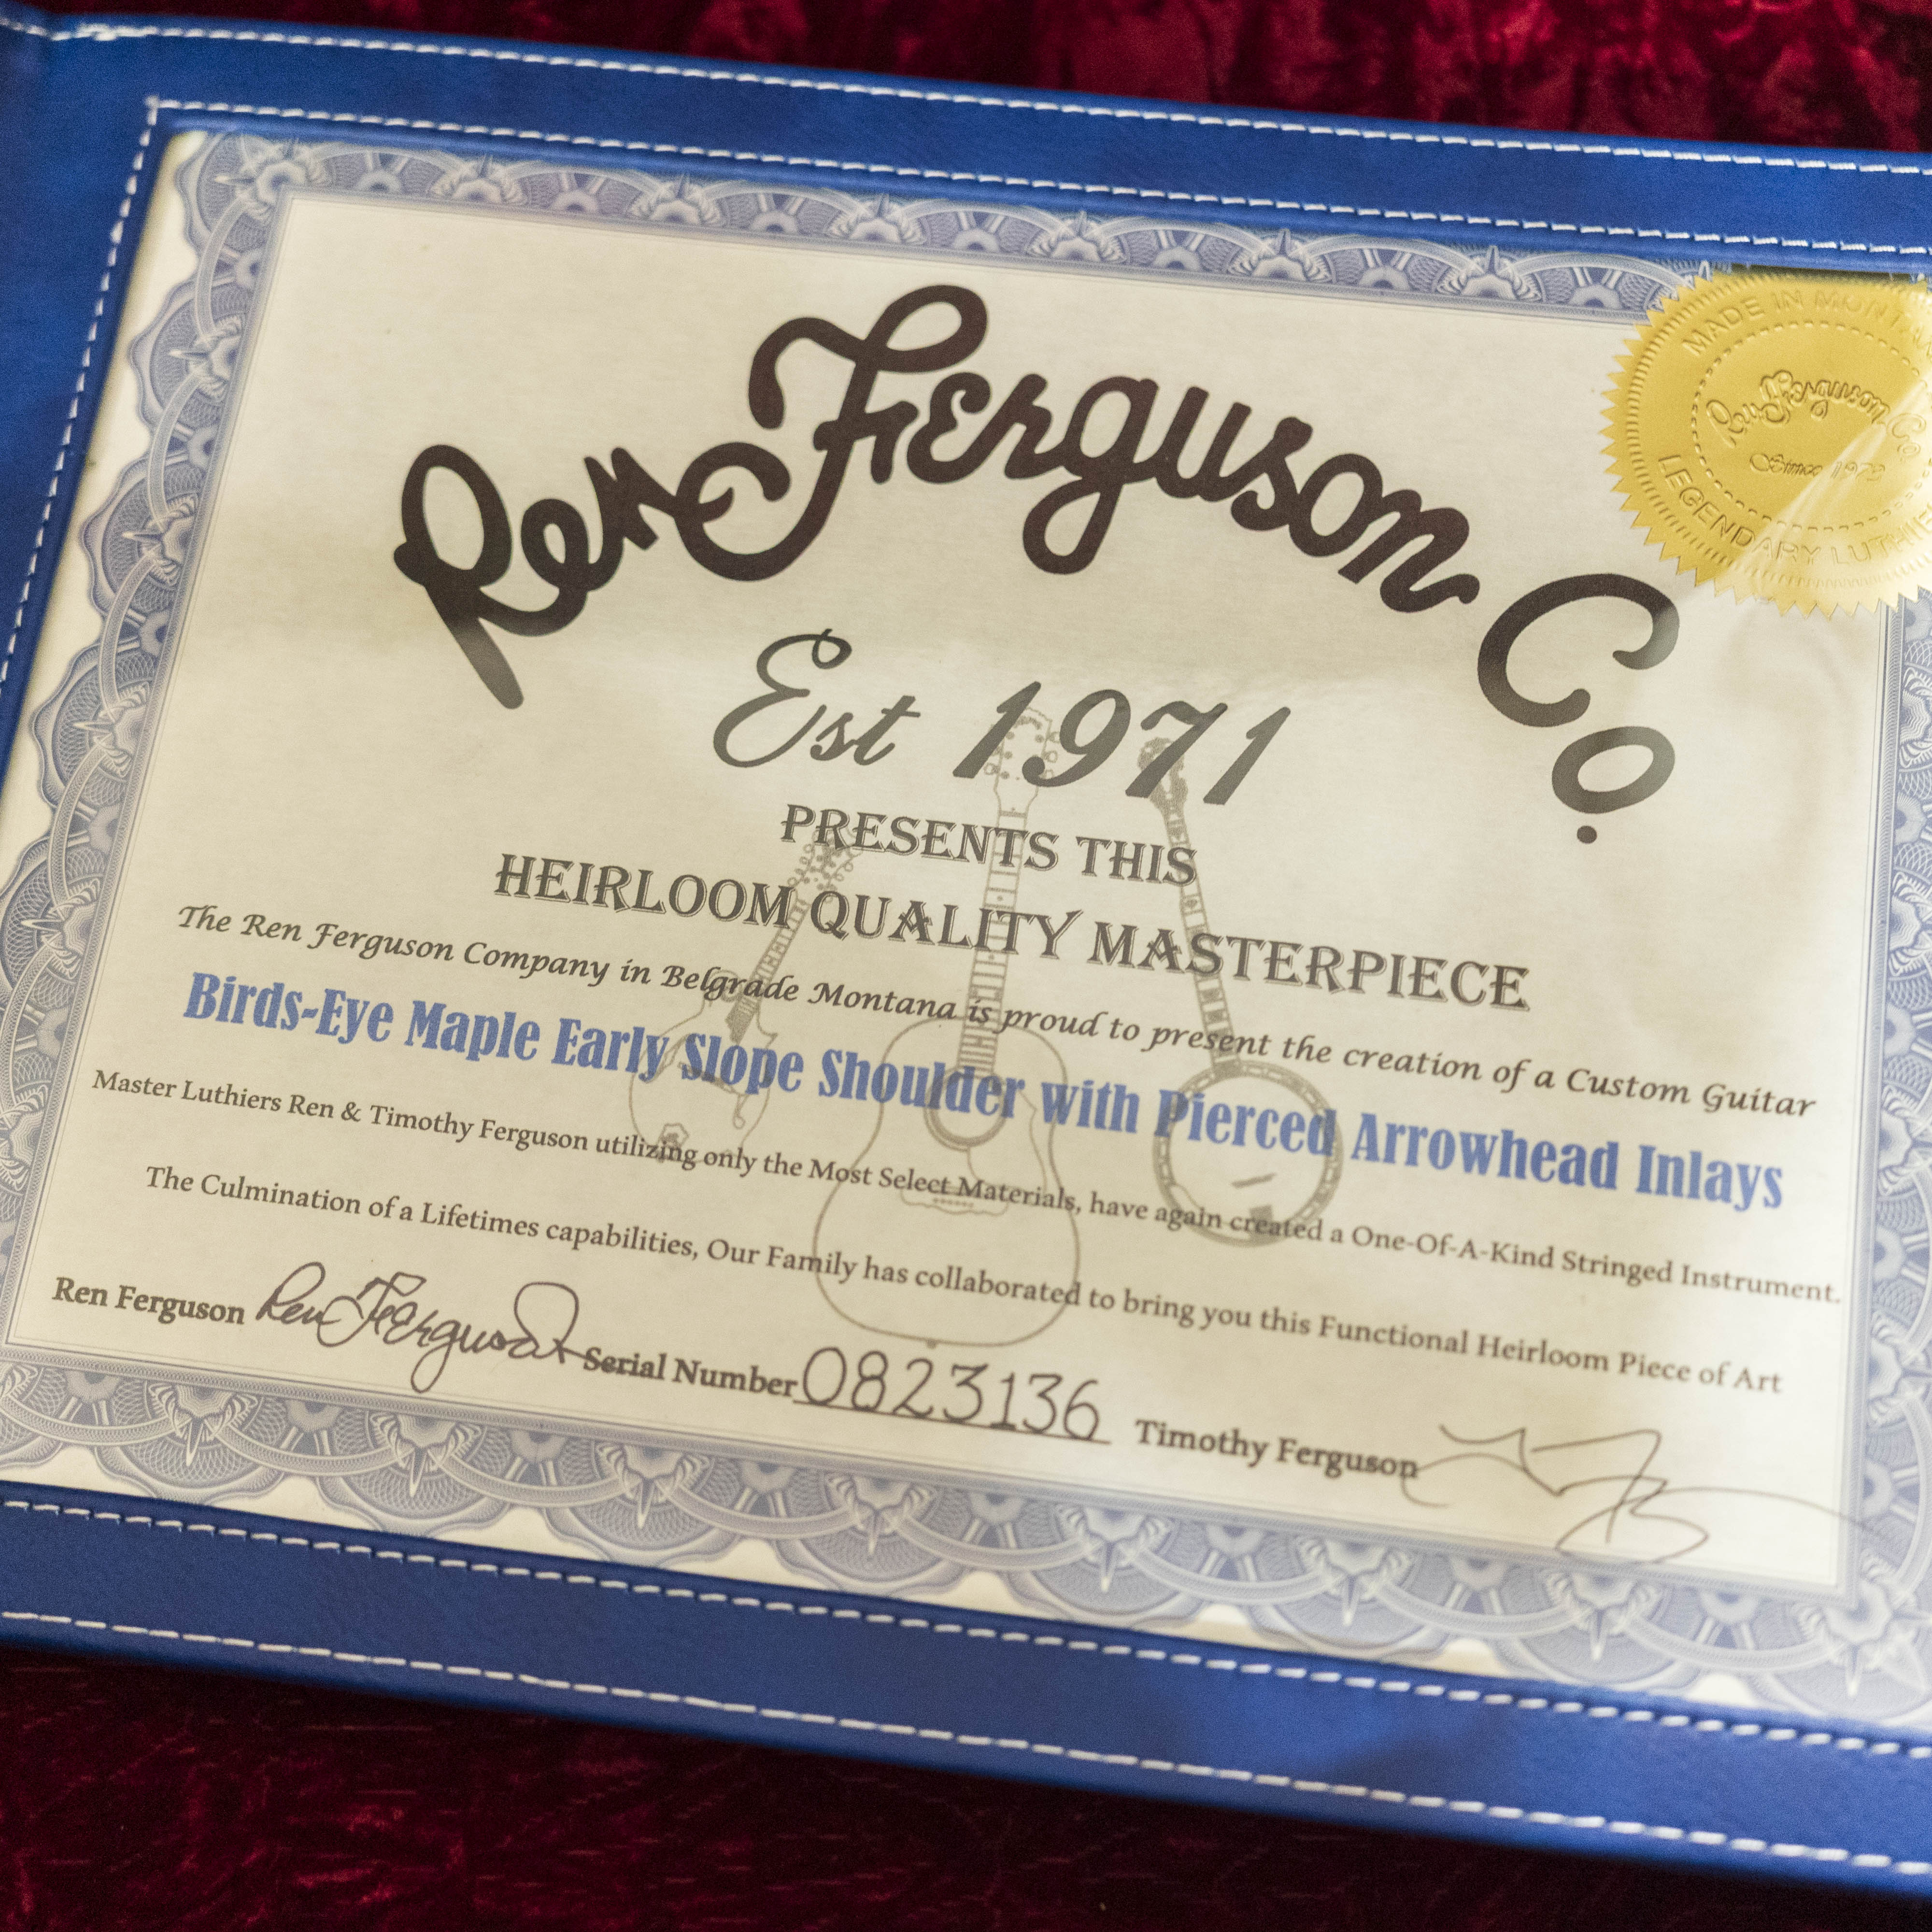 Ren Ferguson Co.
Est 1971
PRESENTS THIS
HEIRLOOM QUALITY MASTERPIECE
The Ren Ferguson Company in Belgrade Montana is proud to present the creation of a Custom Guitar
Birds-Eye Maple Early Slope Shoulder with Pierced Arrowhead Inlays
Master Luthiers Ren & Timothy Ferguson utilizing only the Most Select Materials, have again created a One-Of-A-Kind Stringed Instrument.
The Culmination of a Lifetimes capabilities, Our Family has collaborated to bring you this Functional Heirloom Piece of Art
Ren Ferguson Ren Ferguson Serial Number 0823136 Timothy Ferguson
MADE IN
Ren Ferguson Co
Since
LEGENDARY